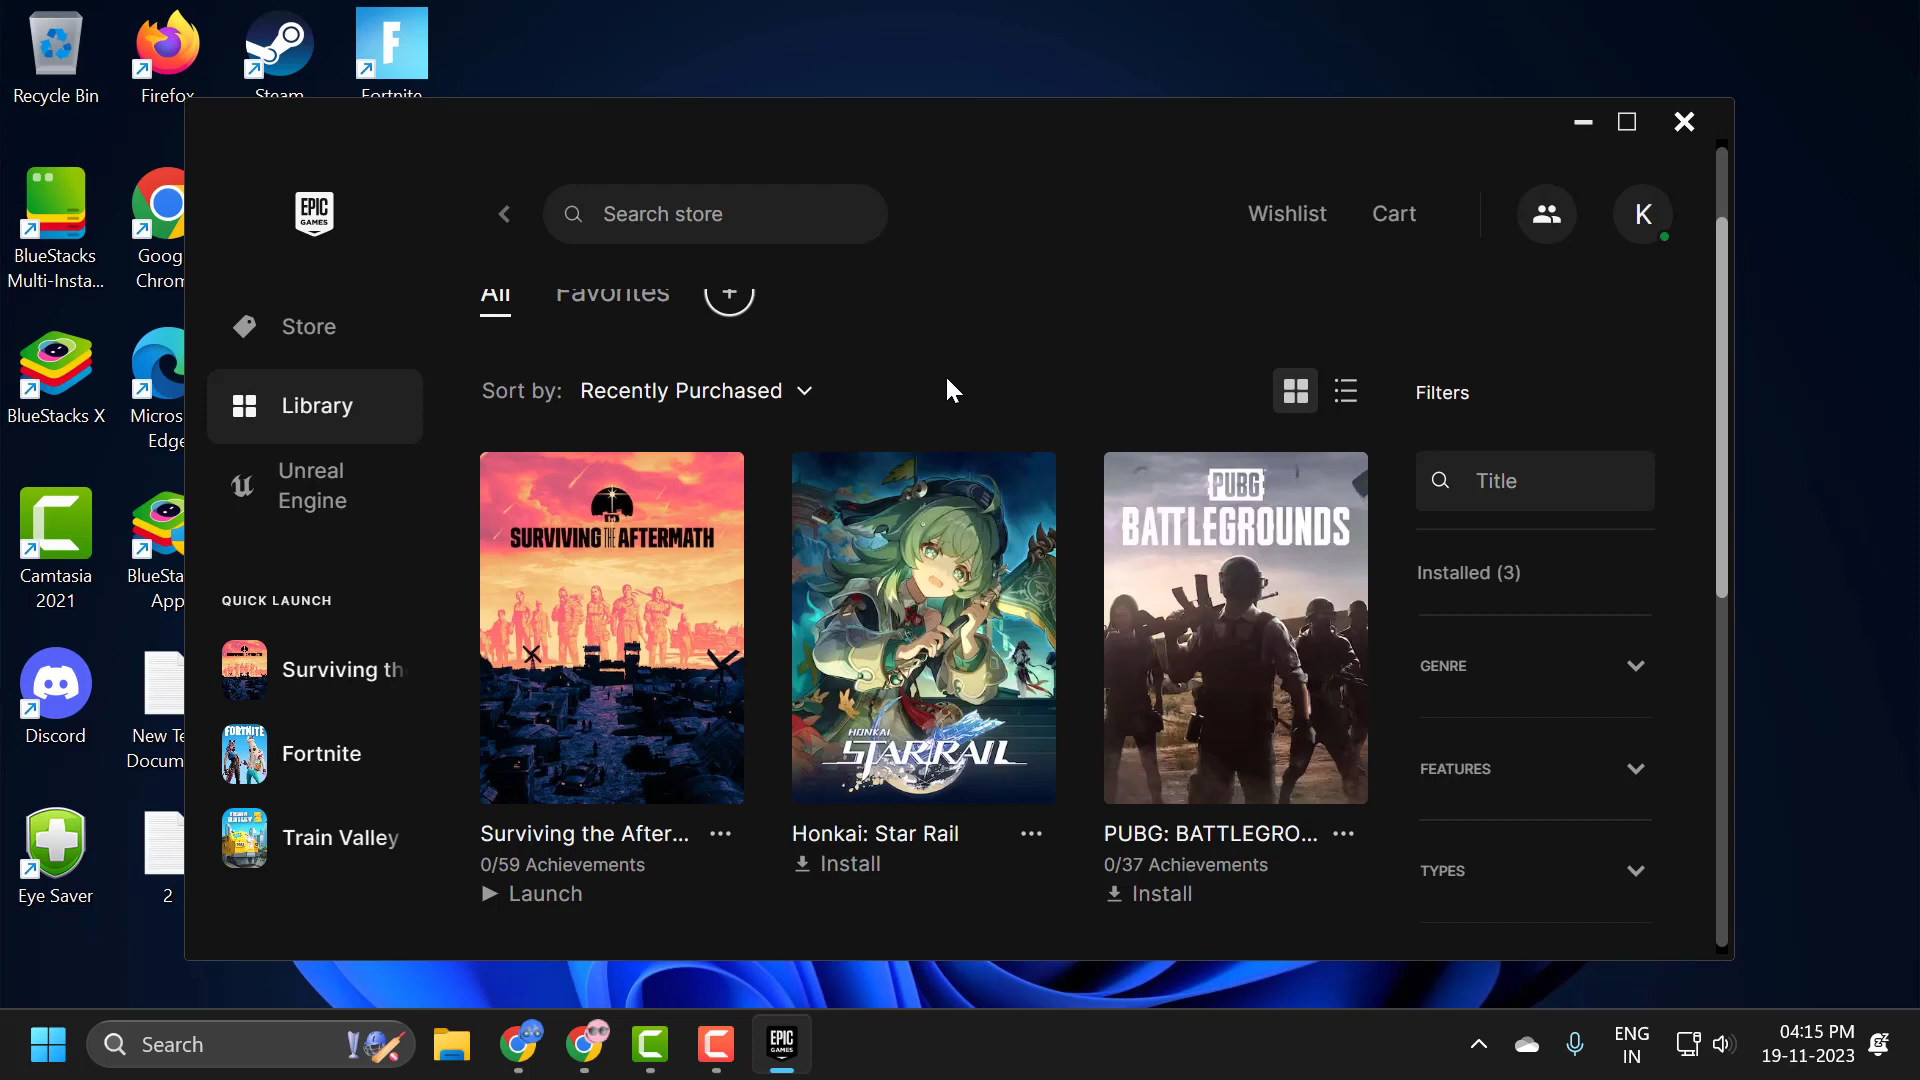 Recycle Bin
Firefox
Steam
Fortnite
BlueStacks
Multi-Insta...
Goog
Chrom
BlueStacks X
Micros
Edge
Camtasia
2021
BlueSta
App
Discord
New Te
Docum
Eye Saver
2
EPIC
GAMES
Search store
Wishlist
Cart
K
Store
Library
Unreal
Engine
QUICK LAUNCH
Surviving th
FORTNITE
Fortnite
Train Valley
All
Favorites
Sort by: Recently Purchased
SURVIVING THE AFTERMATH
HONKAI
STAR RAIL
PUBG
BATTLEGROUNDS
Surviving the After... ...
0/59 Achievements
Launch
Honkai: Star Rail ...
Install
PUBG: BATTLEGRO... ...
0/37 Achievements
Install
Filters
Title
Installed (3)
GENRE
FEATURES
TYPES
Search
EPIC
GAMES
ENG
IN
04:15 PM
19-11-2023